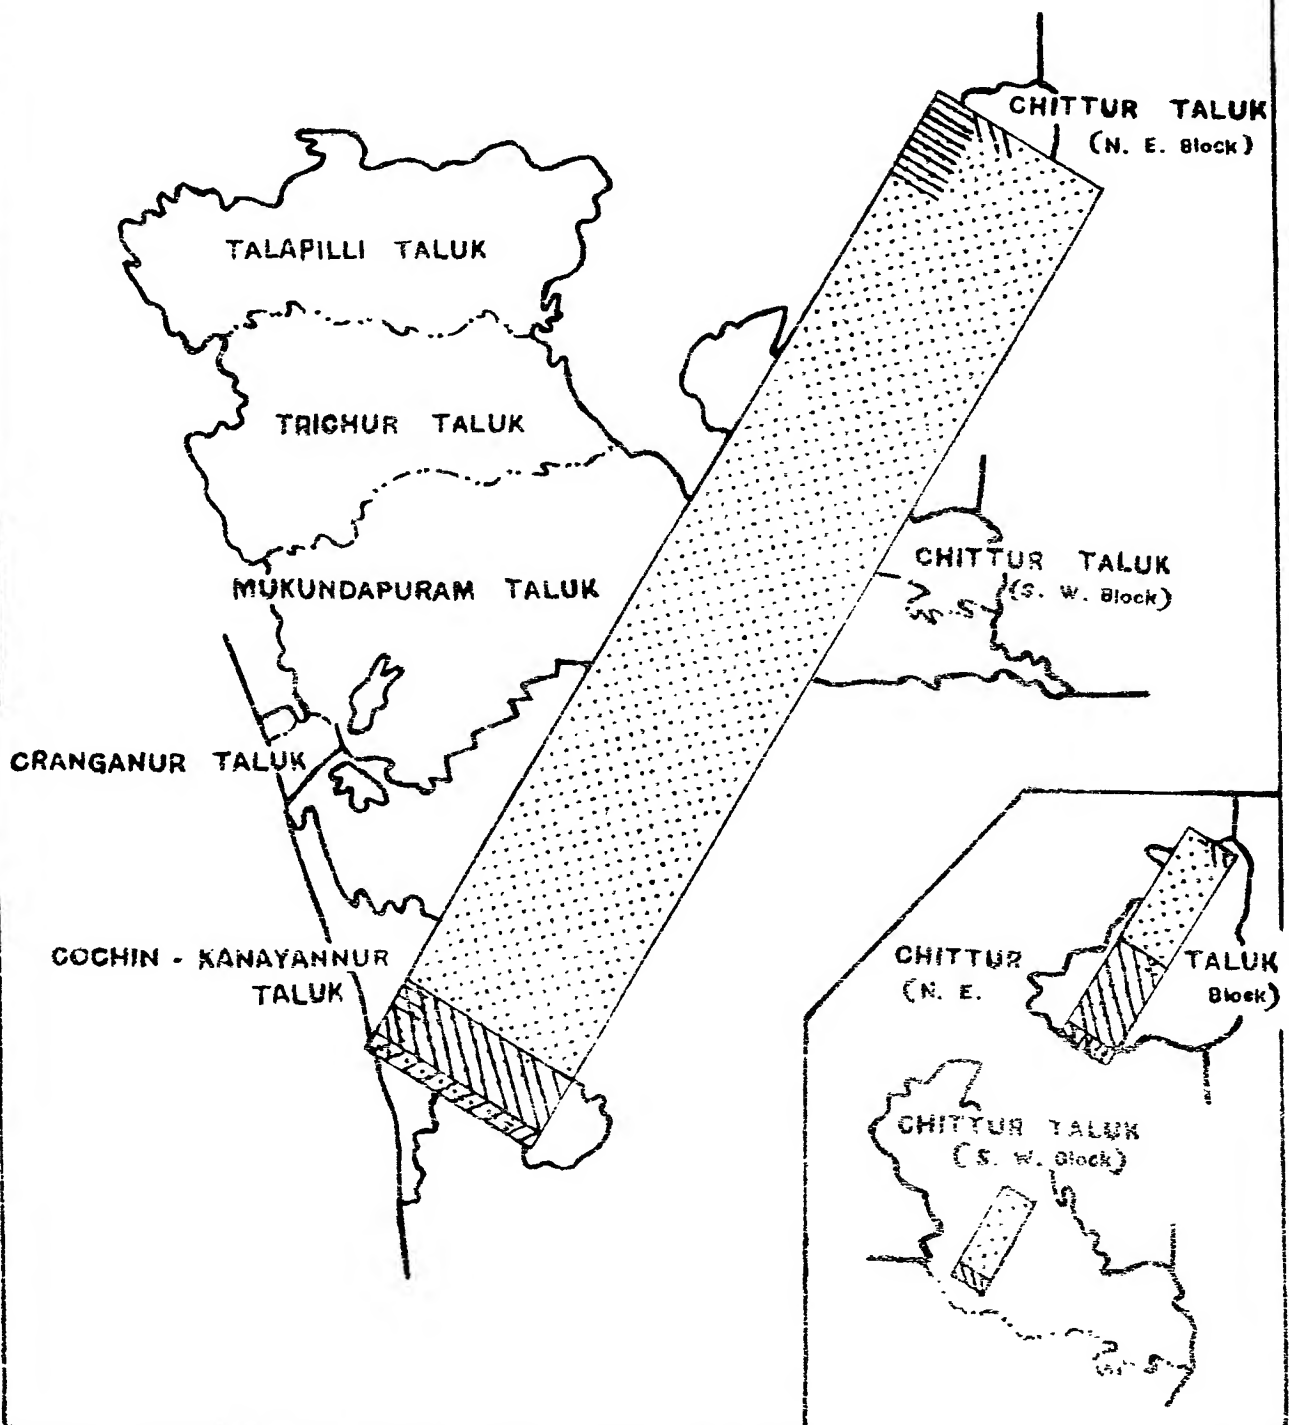 CHITTUR TALUK
(N. E. Block)
TALAPILLI TALUK
TRICHUR TALUK
CHITTUR TALUK
(S. W. Block)
MUKUNDAPURAM TALUK
W. S.
CRANGANUR TALUK
COCHIN - KANAYANNUR
TALUK
CHITTUR TALUK
(N. E. Block)
CHITTUR TALUK
(S. W. Block)
W. S.